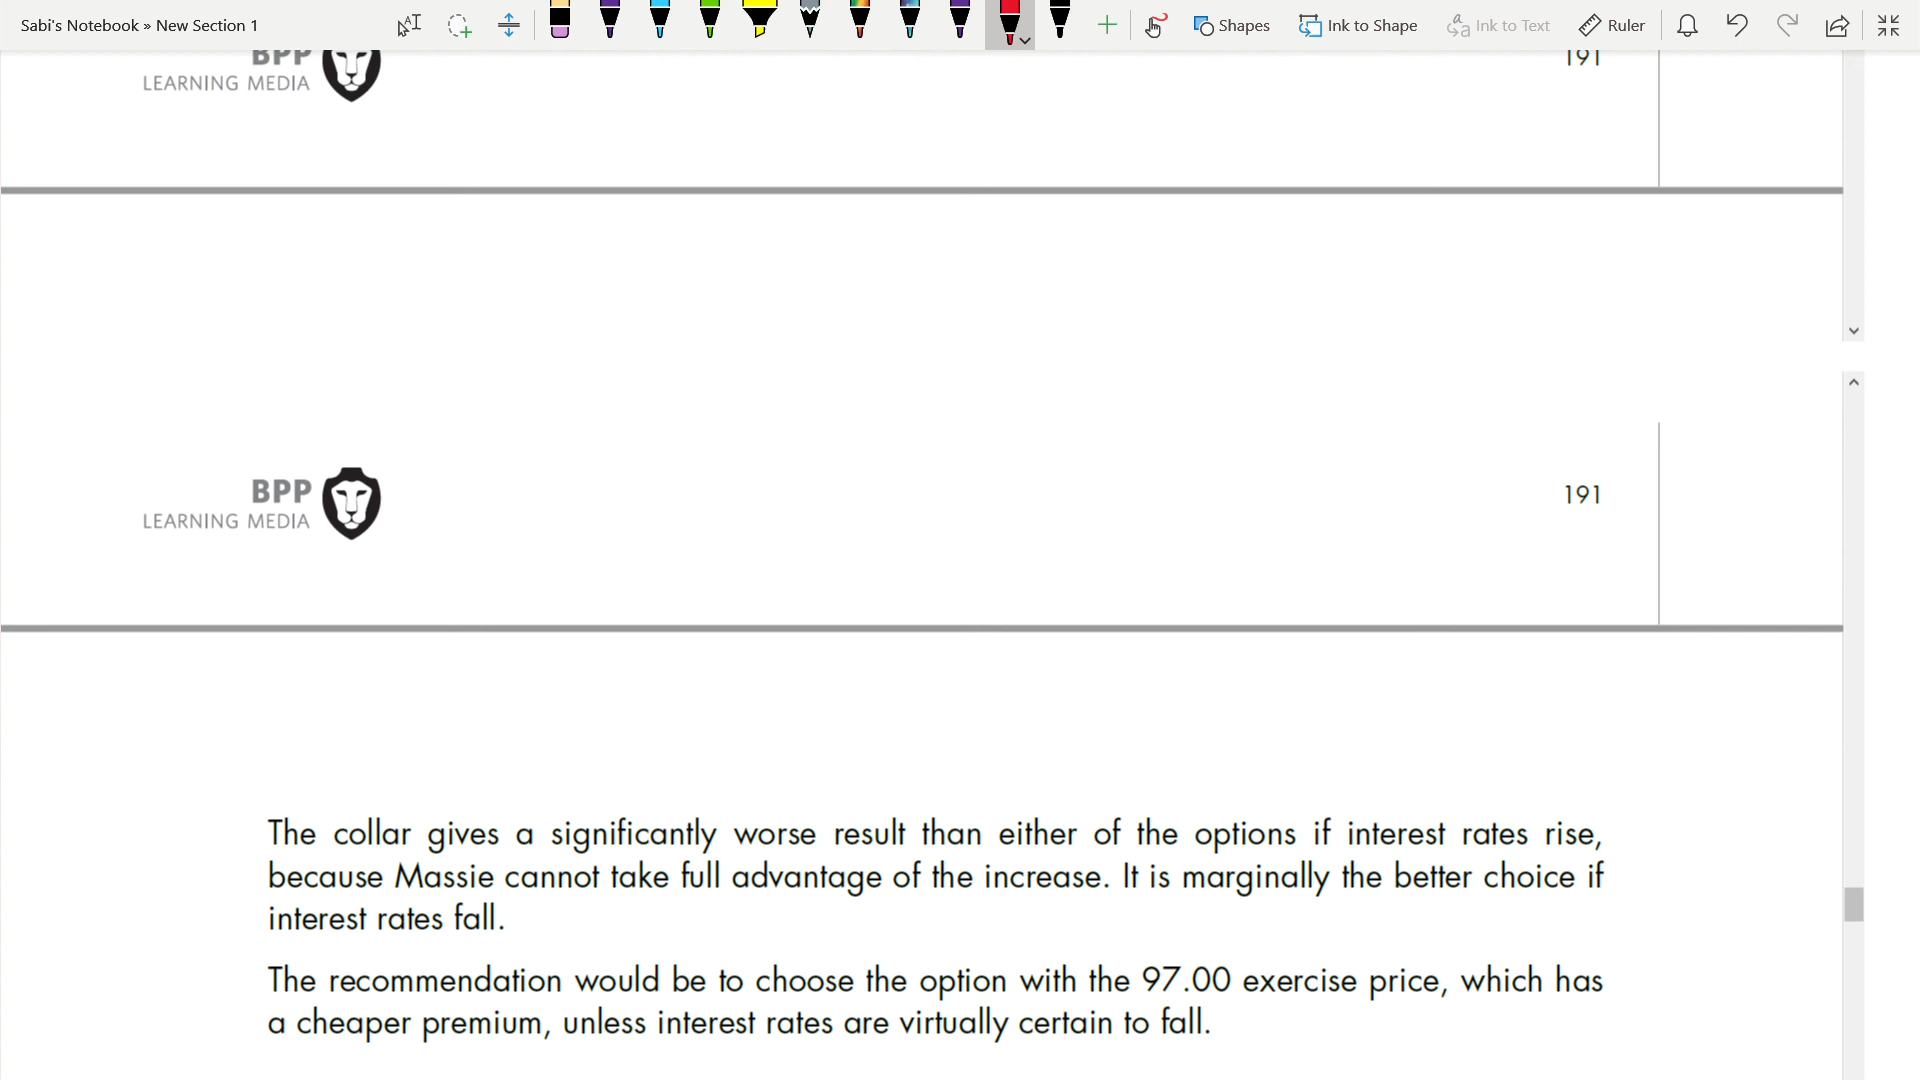 Sabi's Notebook » New Section 1
Shapes
Ink to Shape
Ink to Text
Ruler
BPP
LEARNING MEDIA
191
BPP
LEARNING MEDIA
191
The collar gives a significantly worse result than either of the options if interest rates rise,
because Massie cannot take full advantage of the increase. It is marginally the better choice if
interest rates fall.
The recommendation would be to choose the option with the 97.00 exercise price, which has
a cheaper premium, unless interest rates are virtually certain to fall.